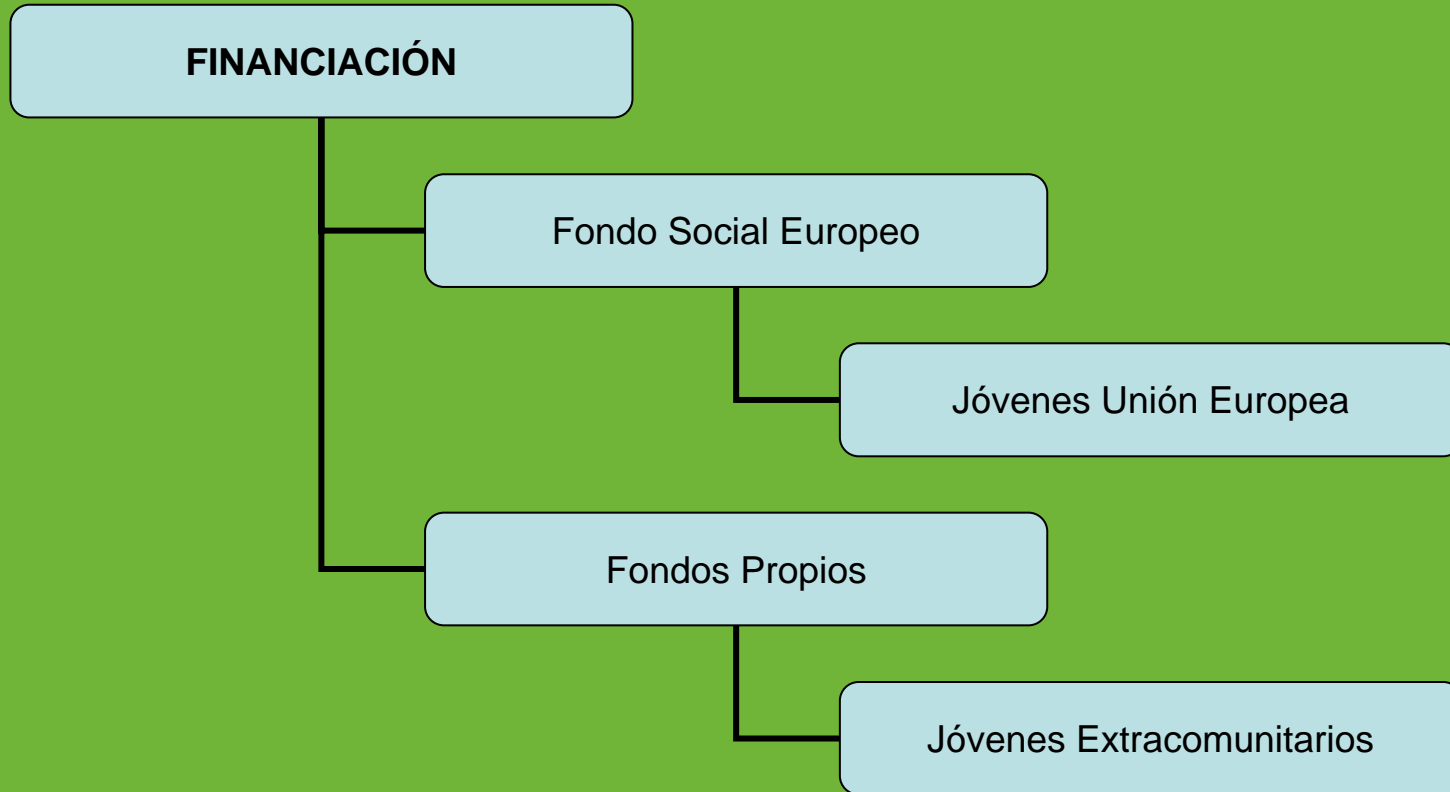 FINANCIACIÓN
Fondo Social Europeo
Jóvenes Unión Europea
Fondos Propios
Jóvenes Extracomunitarios